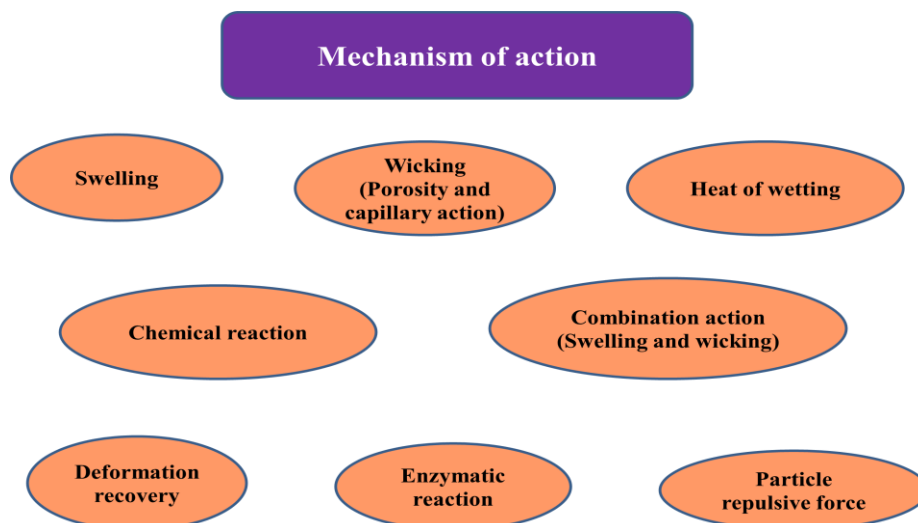 Mechanism of action
Swelling
Wicking
(Porosity and
capillary action)
Heat of wetting
Chemical reaction
Combination action
(Swelling and wicking)
Deformation
recovery
Enzymatic
reaction
Particle
repulsive force